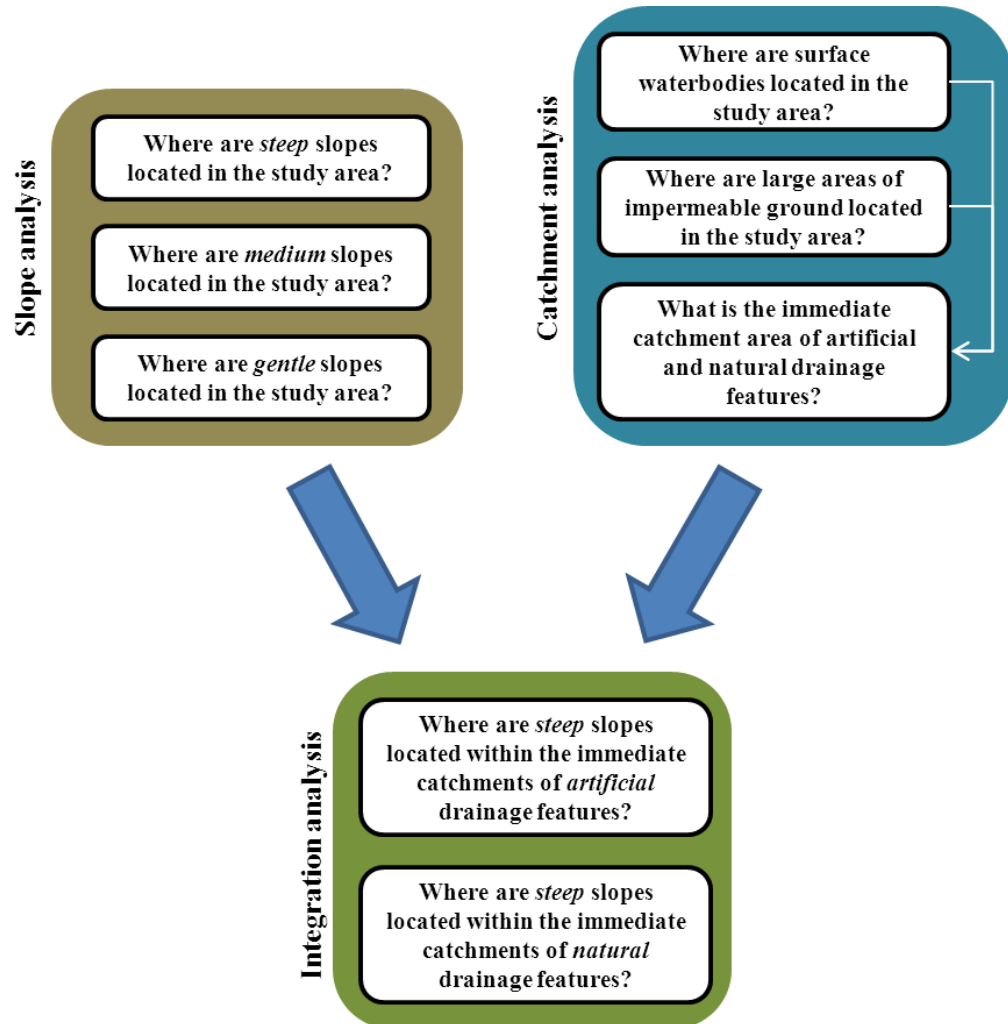 Slope analysis
Where are steep slopes
located in the study area?
Where are medium slopes
located in the study area?
Where are gentle slopes
located in the study area?
Catchment analysis
Where are surface
waterbodies located in the
study area?
Where are large areas of
impermeable ground located
in the study area?
What is the immediate
catchment area of artificial
and natural drainage
features?
Integration analysis
Where are steep slopes
located within the immediate
catchments of artificial
drainage features?
Where are steep slopes
located within the immediate
catchments of natural
drainage features?